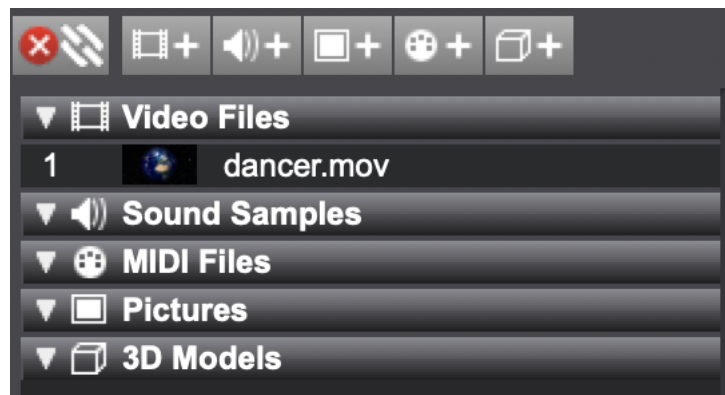 Video Files
1 dancer.mov
Sound Samples
MIDI Files
Pictures
3D Models